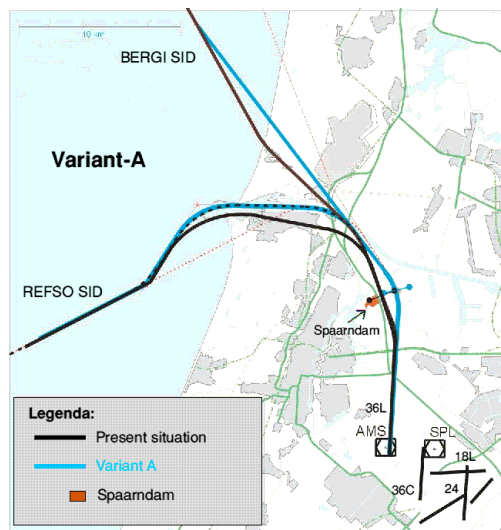 10 km
BERGI SID
Variant-A
REFSO SID
Spaarndam
36L
AMS
SPL
18L
36C
24
Legenda:
Present situation
Variant A
Spaarndam